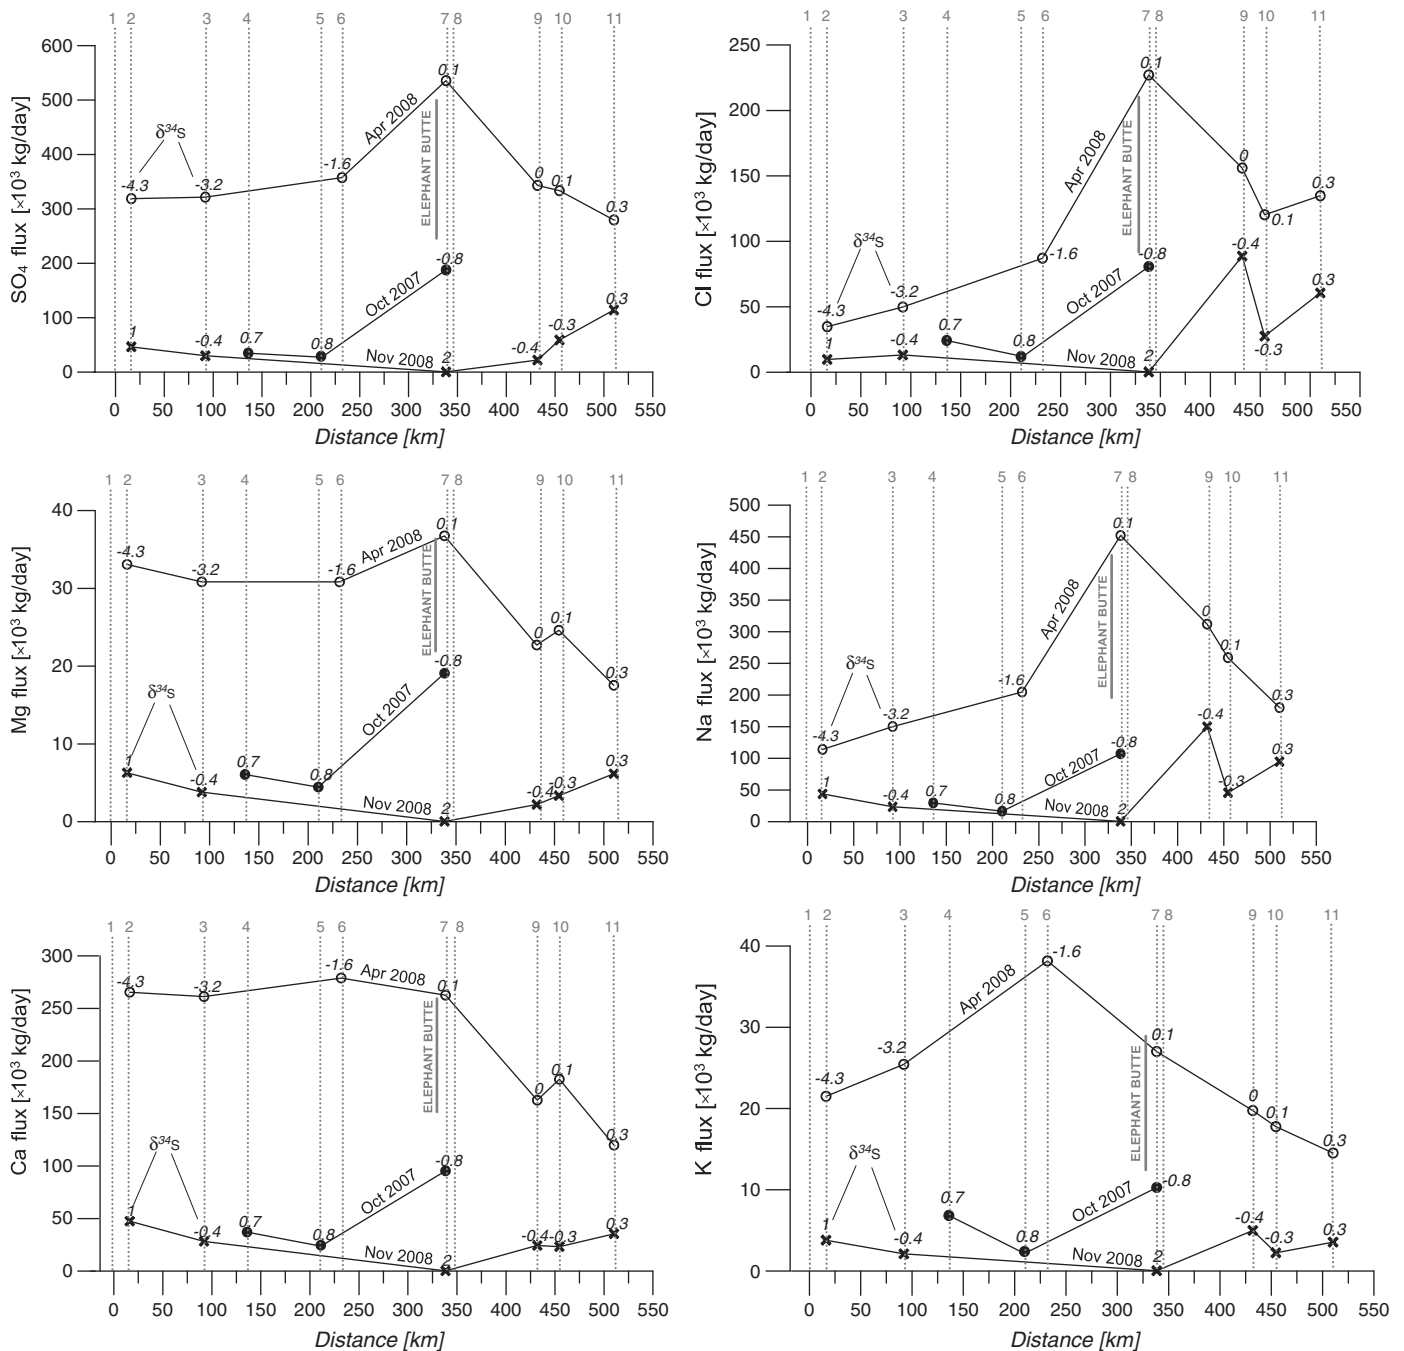 1 2 3 4 5 6 7 8 9 10 11
600
500
400
300
200
100
0
SO₄ flux [×10³ kg/day]
δ³⁴S
-4.3 -3.2 -1.6 0.1 0 0.1 0.3
Apr 2008
ELEPHANT BUTTE
Oct 2007
0.7 0.8 -0.8
Nov 2008
1 -0.4 2 -0.4 -0.3 0.3
0 50 100 150 200 250 300 350 400 450 500 550
Distance [km]
1 2 3 4 5 6 7 8 9 10 11
250
200
150
100
50
0
Cl flux [×10³ kg/day]
δ³⁴S
-4.3 -3.2 -1.6 0.1 0 0.1 0.3
Apr 2008
ELEPHANT BUTTE
Oct 2007
0.7 0.8 -0.8
Nov 2008
1 -0.4 2 -0.4 -0.3 0.3
0 50 100 150 200 250 300 350 400 450 500 550
Distance [km]
1 2 3 4 5 6 7 8 9 10 11
40
30
20
10
0
Mg flux [×10³ kg/day]
δ³⁴S
-4.3 -3.2 -1.6 0.1 0 0.1 0.3
Apr 2008
ELEPHANT BUTTE
Oct 2007
0.7 0.8 -0.8
Nov 2008
1 -0.4 2 -0.4 -0.3 0.3
0 50 100 150 200 250 300 350 400 450 500 550
Distance [km]
1 2 3 4 5 6 7 8 9 10 11
500
450
400
350
300
250
200
150
100
50
0
Na flux [×10³ kg/day]
δ³⁴S
-4.3 -3.2 -1.6 0.1 0 0.1 0.3
Apr 2008
ELEPHANT BUTTE
Oct 2007
0.7 0.8 -0.8
Nov 2008
1 -0.4 2 -0.4 -0.3 0.3
0 50 100 150 200 250 300 350 400 450 500 550
Distance [km]
1 2 3 4 5 6 7 8 9 10 11
300
250
200
150
100
50
0
Ca flux [×10³ kg/day]
δ³⁴S
-4.3 -3.2 -1.6 0.1 0 0.1 0.3
Apr 2008
ELEPHANT BUTTE
Oct 2007
0.7 0.8 -0.8
Nov 2008
1 -0.4 2 -0.4 -0.3 0.3
0 50 100 150 200 250 300 350 400 450 500 550
Distance [km]
1 2 3 4 5 6 7 8 9 10 11
40
30
20
10
0
K flux [×10³ kg/day]
δ³⁴S
-4.3 -3.2 -1.6 0.1 0 0.1 0.3
Apr 2008
ELEPHANT BUTTE
Oct 2007
0.7 0.8 -0.8
Nov 2008
1 -0.4 2 -0.4 -0.3 0.3
0 50 100 150 200 250 300 350 400 450 500 550
Distance [km]